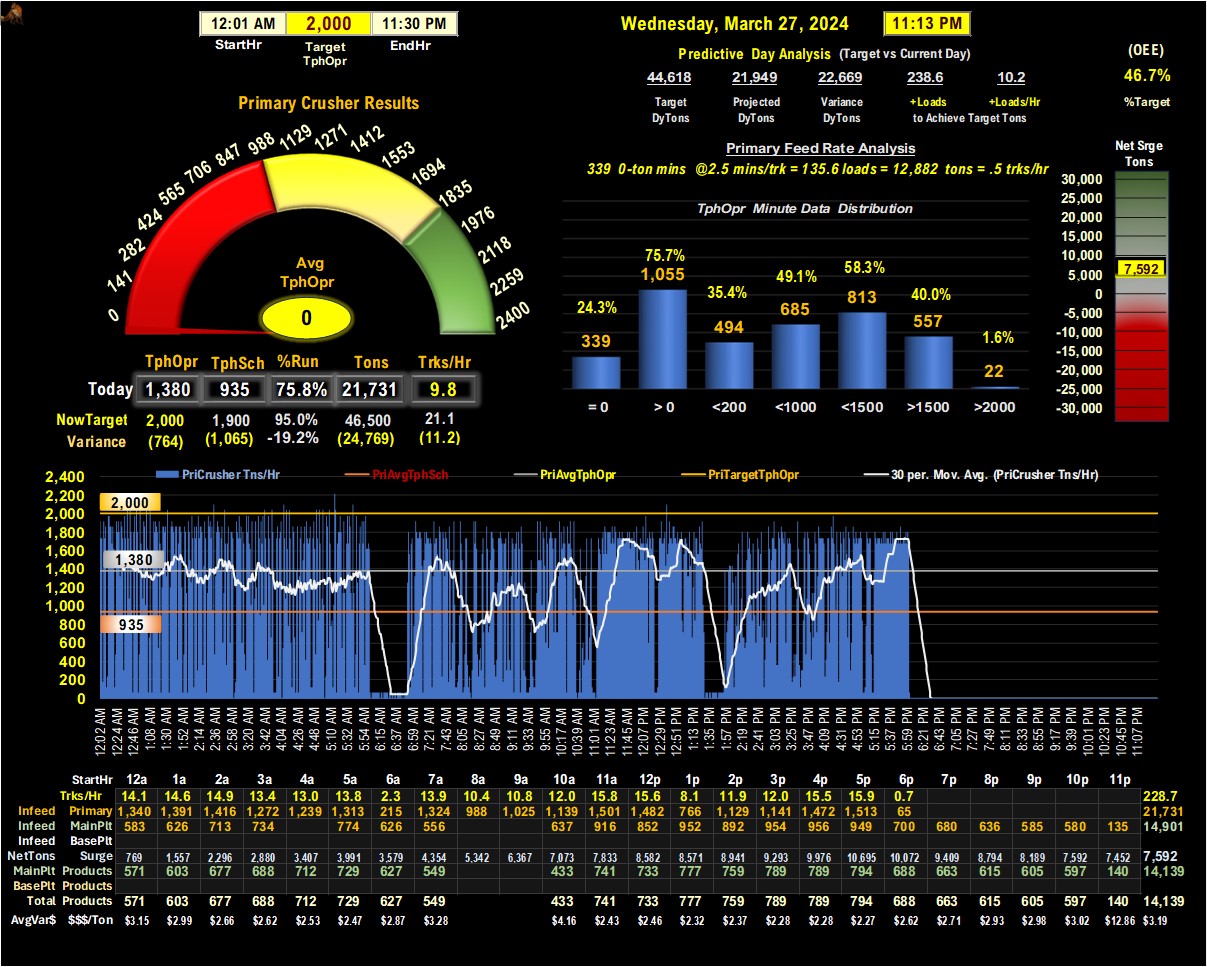 12:01 AM 2,000 11:30 PM
StartHr Target TphOpr EndHr
Wednesday, March 27, 2024 11:13 PM
Predictive Day Analysis (Target vs Current Day)
44,618 21,949 22,669 238.6 10.2
Target Projected Variance +Loads +Loads/Hr
DyTons DyTons DyTons to Achieve Target Tons
(OEE)
46.7%
%Target
Primary Crusher Results
0 141 282 424 565 706 847 988 1129 1271 1412 1553 1694 1835 1976 2118 2259 2400
Avg
TphOpr
0
TphOpr TphSch %Run Tons Trks/Hr
Today 1,380 935 75.8% 21,731 9.8
NowTarget 2,000 1,900 95.0% 46,500 21.1
Variance (764) (1,065) -19.2% (24,769) (11.2)
Primary Feed Rate Analysis
339 0-ton mins @2.5 mins/trk = 135.6 loads = 12,882 tons = .5 trks/hr
TphOpr Minute Data Distribution
24.3% 75.7% 35.4% 49.1% 58.3% 40.0% 1.6%
339 1,055 494 685 813 557 22
= 0 > 0 <200 <1000 <1500 >1500 >2000
Net Srge
Tons
30,000
25,000
20,000
15,000
10,000
7,592
5,000
0
-5,000
-10,000
-15,000
-20,000
-25,000
-30,000
PriCrusher Tns/Hr PriAvgTphSch PriAvgTphOpr PriTargetTphOpr 30 per. Mov. Avg. (PriCrusher Tns/Hr)
2,400
2,200
2,000
1,800
1,600
1,400
1,200
1,000
800
600
400
200
0
2,000
1,380
935
12:02 AM 12:24 AM 12:46 AM 1:08 AM 1:30 AM 1:52 AM 2:14 AM 2:36 AM 2:58 AM 3:20 AM 3:42 AM 4:04 AM 4:26 AM 4:48 AM 5:10 AM 5:32 AM 5:54 AM 6:15 AM 6:37 AM 6:59 AM 7:21 AM 7:43 AM 8:05 AM 8:27 AM 8:49 AM 9:11 AM 9:33 AM 9:55 AM 10:17 AM 10:39 AM 11:01 AM 11:23 AM 11:45 AM 12:07 PM 12:29 PM 12:51 PM 1:13 PM 1:35 PM 1:57 PM 2:19 PM 2:41 PM 3:03 PM 3:25 PM 3:47 PM 4:09 PM 4:31 PM 4:53 PM 5:15 PM 5:37 PM 5:59 PM 6:21 PM 6:43 PM 7:05 PM 7:27 PM 7:49 PM 8:11 PM 8:33 PM 8:55 PM 9:17 PM 9:39 PM 10:01 PM 10:23 PM 10:45 PM 11:07 PM
StartHr 12a 1a 2a 3a 4a 5a 6a 7a 8a 9a 10a 11a 12p 1p 2p 3p 4p 5p 6p 7p 8p 9p 10p 11p
Trks/Hr 14.1 14.6 14.9 13.4 13.0 13.8 2.3 13.9 10.4 10.8 12.0 15.8 15.6 8.1 11.9 12.0 15.5 15.9 0.7 228.7
Infeed Primary 1,340 1,391 1,416 1,272 1,239 1,313 215 1,324 988 1,025 1,139 1,501 1,482 766 1,129 1,141 1,472 1,513 65 21,731
Infeed MainPlt 583 626 713 734 774 626 556 637 916 852 952 892 954 956 949 700 680 636 585 580 135 14,901
Infeed BasePlt
NetTons Surge 769 1,557 2,296 2,880 3,407 3,991 3,579 4,354 5,342 6,367 7,073 7,833 8,582 8,571 8,941 9,293 9,976 10,695 10,072 9,409 8,794 8,189 7,592 7,452 7,592
MainPlt Products 571 603 677 688 712 729 627 549 433 741 733 777 759 789 789 794 688 663 615 605 597 140 14,139
BasePlt Products
Total Products 571 603 677 688 712 729 627 549 433 741 733 777 759 789 789 794 688 663 615 605 597 140 14,139
AvgVar$ $$$/Ton $3.15 $2.99 $2.66 $2.62 $2.53 $2.47 $2.87 $3.28 $4.16 $2.43 $2.46 $2.32 $2.37 $2.28 $2.28 $2.27 $2.62 $2.71 $2.93 $2.98 $3.02 $12.86 $3.19